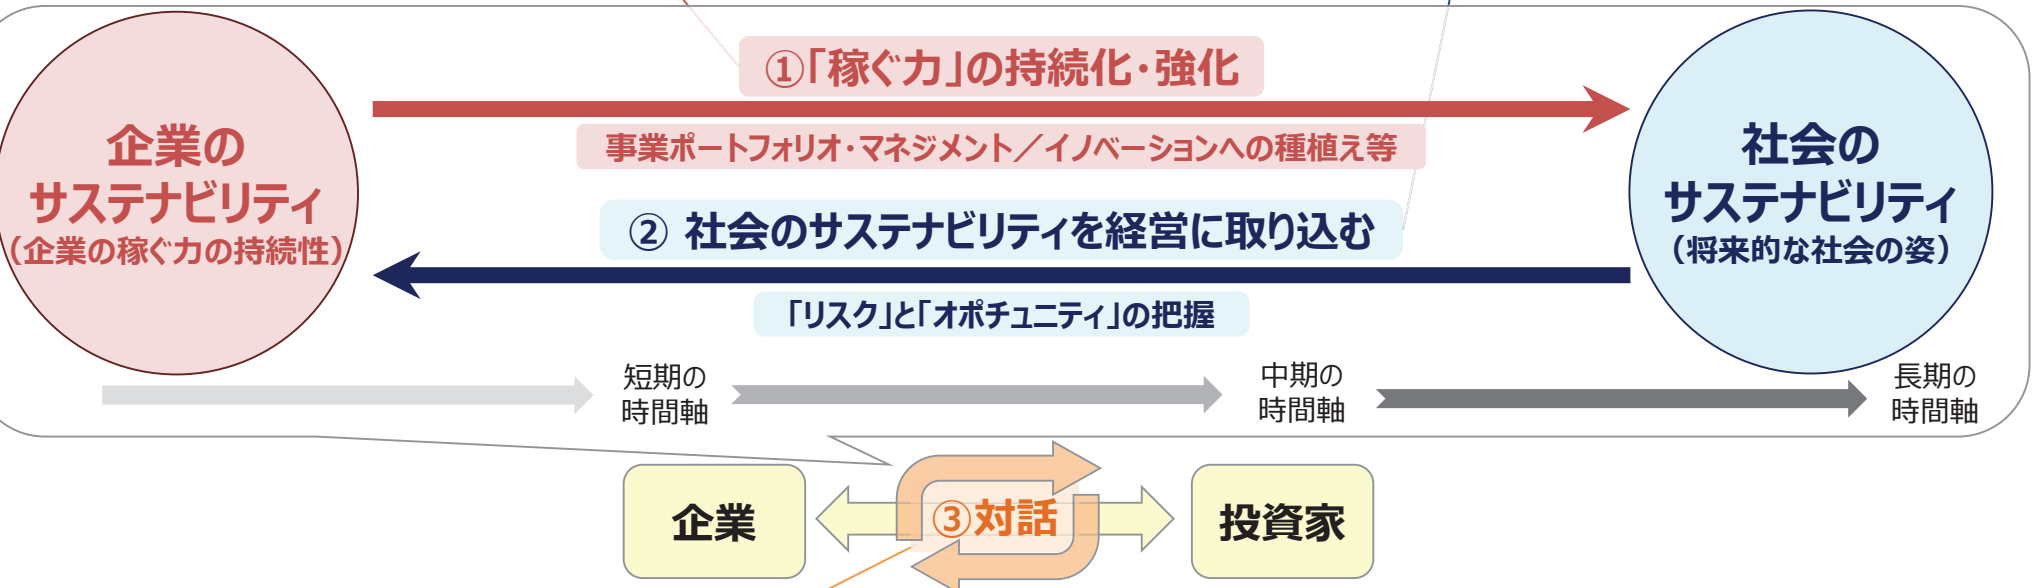 企業の
サステナビリティ
（企業の稼ぐ力の持続性）
①「稼ぐ力」の持続化・強化
事業ポートフォリオ・マネジメント／イノベーションへの種植え等
② 社会のサステナビリティを経営に取り込む
「リスク」と「オポチュニティ」の把握
社会の
サステナビリティ
（将来的な社会の姿）
短期の
時間軸
中期の
時間軸
長期の
時間軸
企業
③対話
投資家